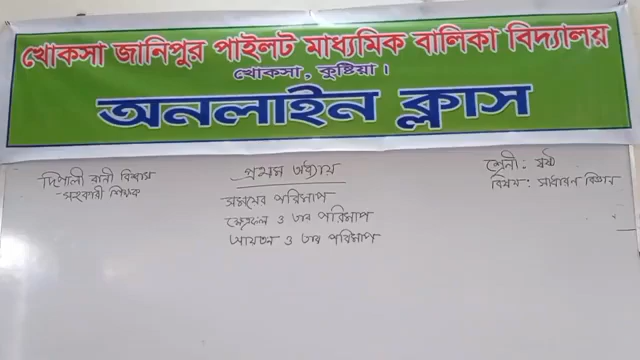 খোকসা জানিপুর পাইলট মাধ্যমিক বালিকা বিদ্যালয়
খোকসা, কুষ্টিয়া।
অনলাইন ক্লাস
দিপালী রানী বিশ্বাস
সহকারী শিক্ষক
প্রথম অধ্যায়
সময়ের পরিমাপ
ক্ষেত্রফল ও তার পরিমাপ
আয়তন ও তার পরিমাপ
শ্রেনী: ষষ্ঠ
বিষয়: সাধারণ বিজ্ঞান